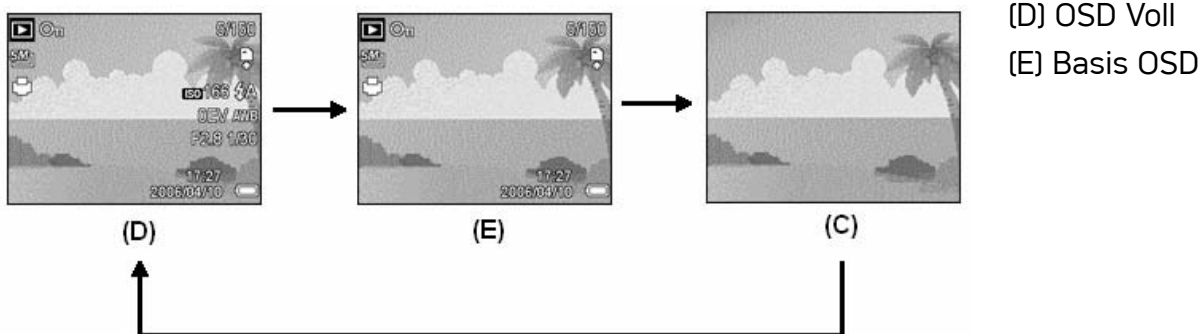 5/150
5M
ISO 166 A
0EV AWB
F2.8 1/30
17:27
2006/04/10
(D)
5/150
5M
17:27
2006/04/10
(E)
(C)
(D) OSD Voll
(E) Basis OSD